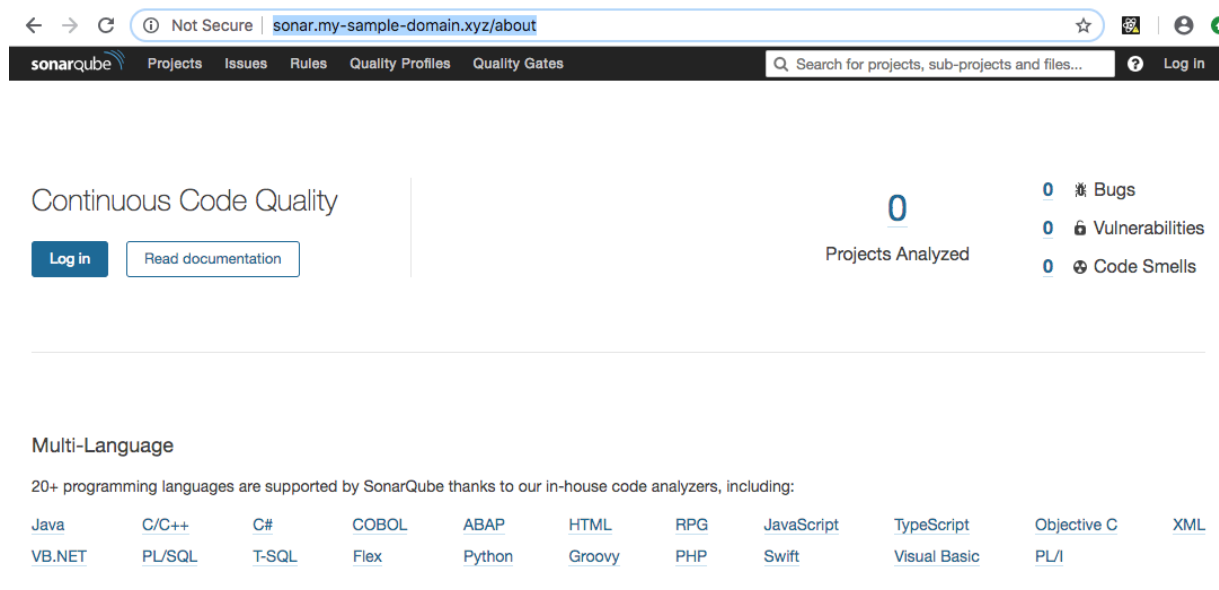 Not Secure | sonar.my-sample-domain.xyz/about
sonarqube Projects Issues Rules Quality Profiles Quality Gates Search for projects, sub-projects and files... Log in
Continuous Code Quality
Log in Read documentation
0
Projects Analyzed
0 Bugs
0 Vulnerabilities
0 Code Smells
Multi-Language
20+ programming languages are supported by SonarQube thanks to our in-house code analyzers, including:
Java C/C++ C# COBOL ABAP HTML RPG JavaScript TypeScript Objective C XML
VB.NET PL/SQL T-SQL Flex Python Groovy PHP Swift Visual Basic PL/I